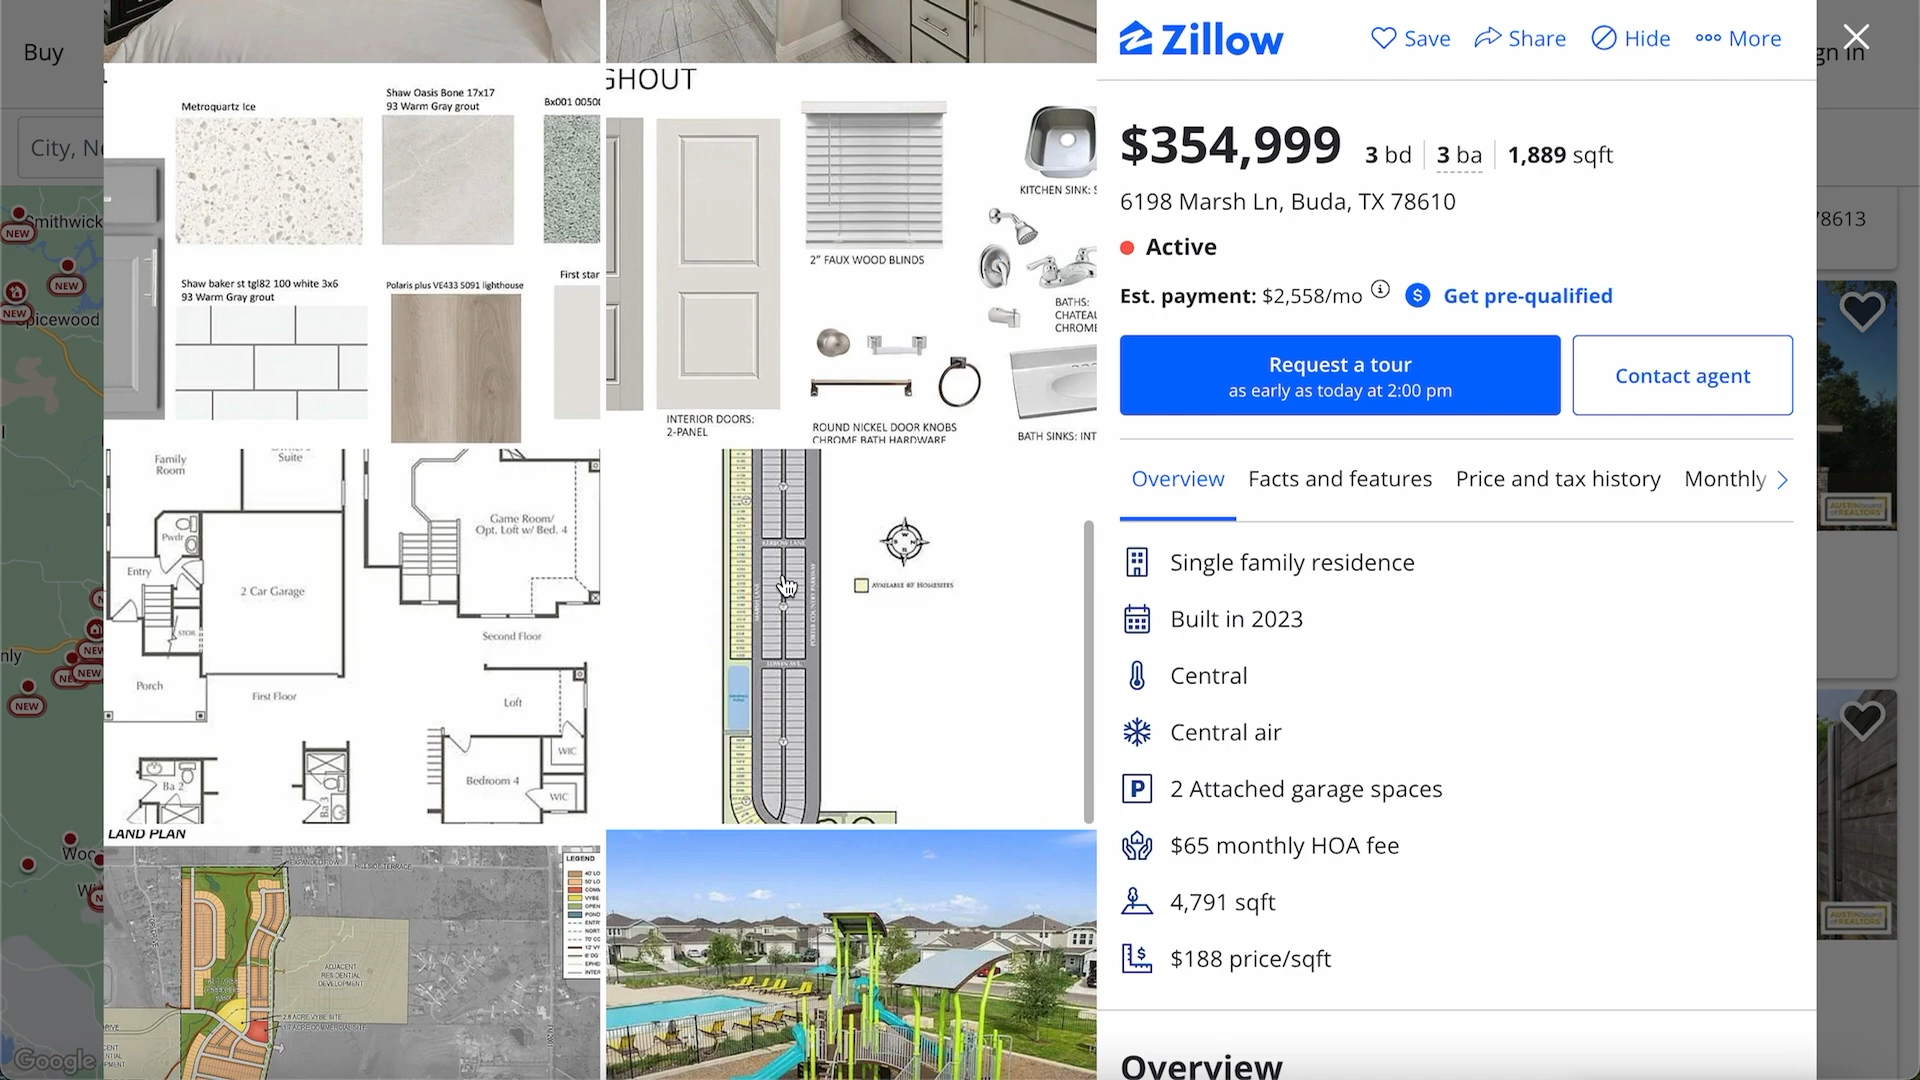 Buy
City, N
Smithwick
NEW
NEW
NEW
Spicewood
NEW
NEW
NEW
NEW
Google
GHOUT
Metroquartz Ice
Shaw Oasis Bone 17x17
93 Warm Gray grout
Bx001 0050
Shaw baker st tgl82 100 white 3x6
93 Warm Gray grout
Polaris plus VE433 5091 lighthouse
First star
INTERIOR DOORS:
2-PANEL
2" FAUX WOOD BLINDS
KITCHEN SINK: S
BATHS:
CHATEAU
CHROME
ROUND NICKEL DOOR KNOBS
CHROME BATH HARDWARE
BATH SINKS: INT
Family
Room
Suite
Pwdr
Entry
2 Car Garage
STOR
Porch
First Floor
Game Room/
Opt. Loft w/ Bed. 4
Second Floor
Loft
WIC
Bedroom 4
WIC
Ba 2
Ba 3
AVAILABLE 40' HOMESITES
LAND PLAN
HILLSIDE TERRACE
LEGEND
ADJACENT
RESIDENTIAL
DEVELOPMENT
Zillow
Save
Share
Hide
More
$354,999
3 bd
3 ba
1,889 sqft
6198 Marsh Ln, Buda, TX 78610
Active
Est. payment: $2,558/mo
Get pre-qualified
Request a tour
as early as today at 2:00 pm
Contact agent
Overview
Facts and features
Price and tax history
Monthly
Single family residence
Built in 2023
Central
Central air
2 Attached garage spaces
$65 monthly HOA fee
4,791 sqft
$188 price/sqft
Overview
gn In
78613